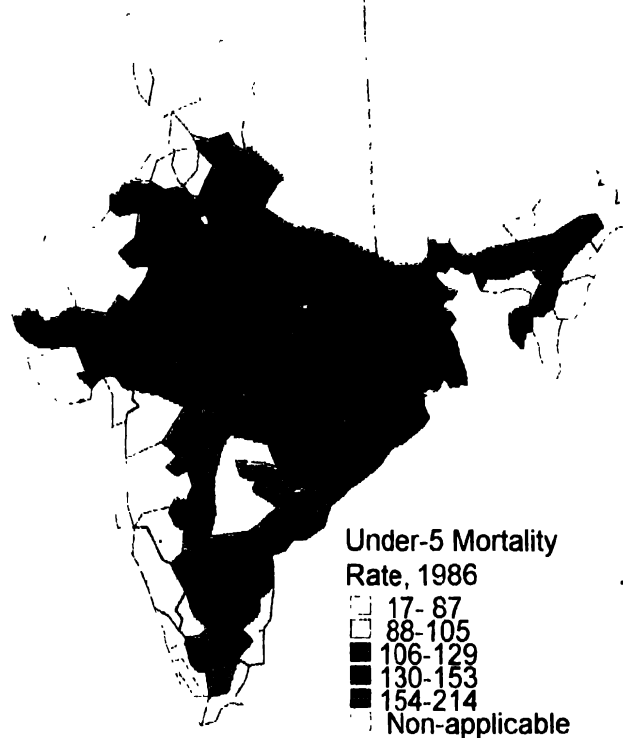 Under-5 Mortality
Rate, 1986
17-87
88-105
106-129
130-153
154-214
Non-applicable